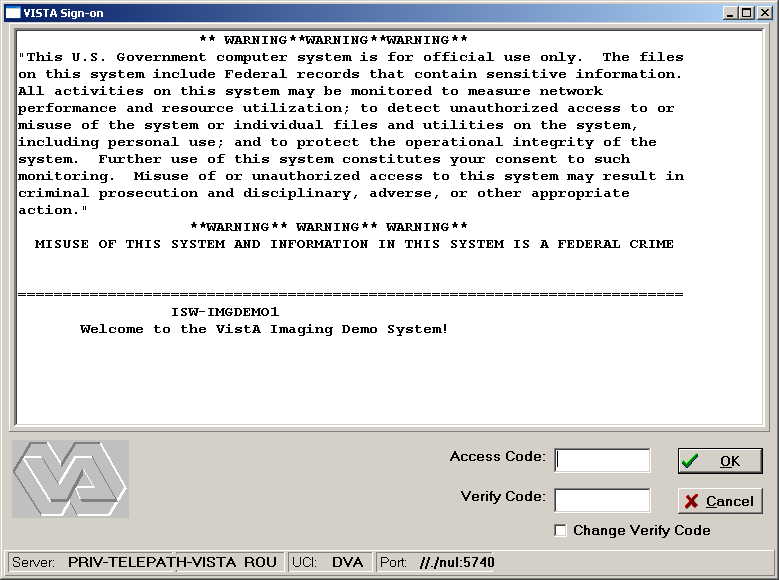 VISTA Sign-on
** WARNING**WARNING**WARNING**
"This U.S. Government computer system is for official use only.  The files
on this system include Federal records that contain sensitive information.
All activities on this system may be monitored to measure network
performance and resource utilization; to detect unauthorized access to or
misuse of the system or individual files and utilities on the system,
including personal use; and to protect the operational integrity of the
system.  Further use of this system constitutes your consent to such
monitoring.  Misuse of or unauthorized access to this system may result in
criminal prosecution and disciplinary, adverse, or other appropriate
action."
**WARNING** WARNING** WARNING**
MISUSE OF THIS SYSTEM AND INFORMATION IN THIS SYSTEM IS A FEDERAL CRIME
==========================================================================
ISW-IMGDEMO1
Welcome to the VistA Imaging Demo System!
Access Code:
OK
Verify Code:
Cancel
Change Verify Code
VA
Server: PRIV-TELEPATH-VISTA ROU UCI: DVA Port: //./nul:5740